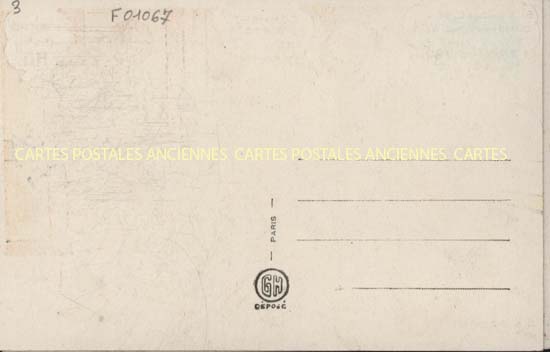 3
F01067
CARTES POSTALES ANCIENNES CARTES POSTALES ANCIENNES CARTES
— PARIS —
GH
DÉPOSÉ